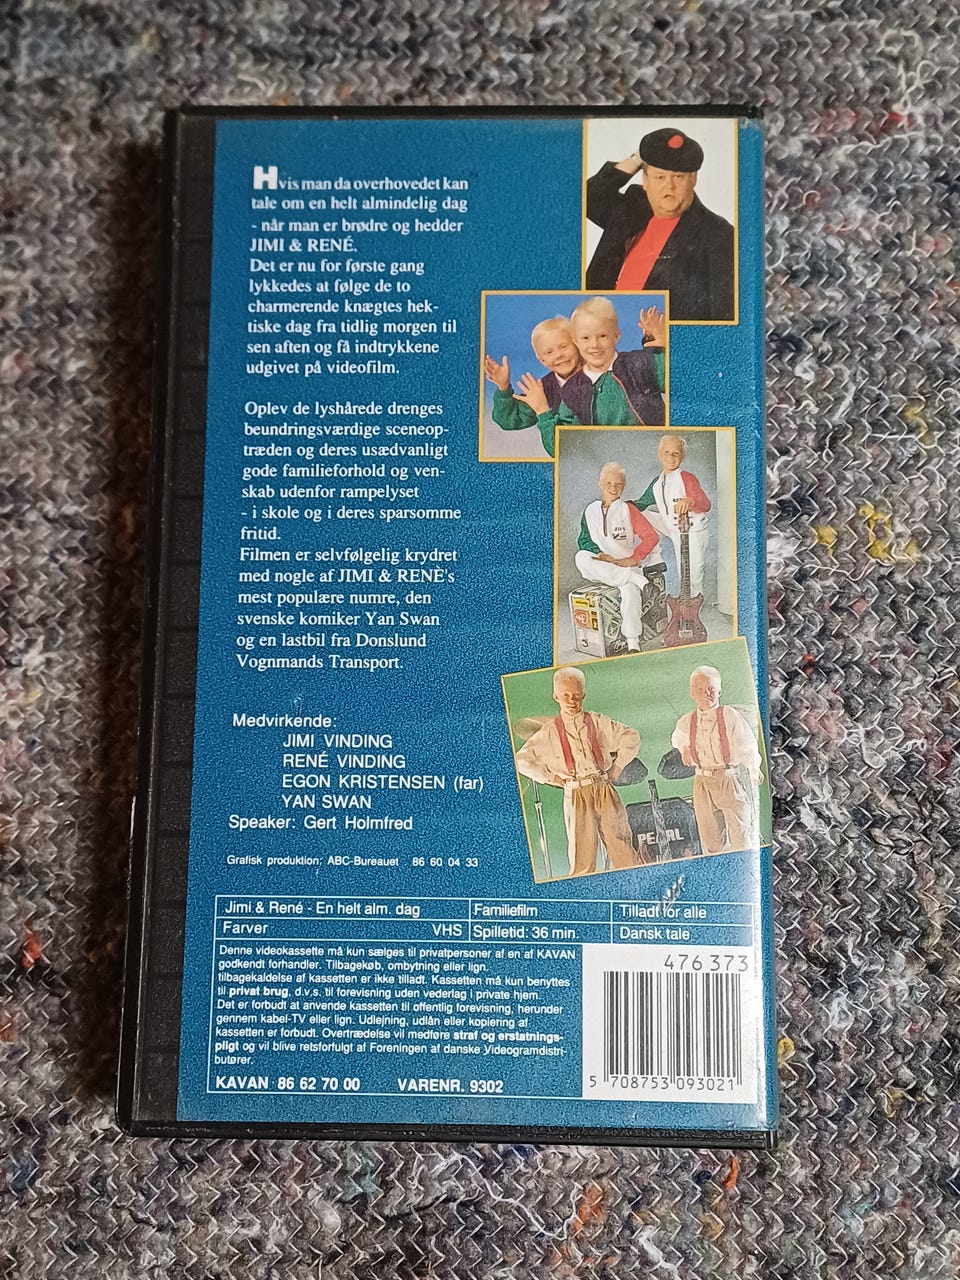 Hvis man da overhovedet kan
tale om en helt almindelig dag
- når man er brødre og hedder
JIMI & RENÉ.
Det er nu for første gang
lykkedes at følge de to
charmerende knægtes hek-
tiske dag fra tidlig morgen til
sen aften og få indtrykkene
udgivet på videofilm.
Oplev de lyshårede drenges
beundringsværdige sceneop-
træden og deres usædvanligt
gode familieforhold og ven-
skab udenfor rampelyset
- i skole og i deres sparsomme
fritid.
Filmen er selvfølgelig krydret
med nogle af JIMI & RENÈ's
mest populære numre, den
svenske komiker Yan Swan
og en lastbil fra Donslund
Vognmands Transport.
Medvirkende:
JIMI VINDING
RENÉ VINDING
EGON KRISTENSEN (far)
YAN SWAN
Speaker: Gert Holmfred
Grafisk produktion: ABC-Bureauet 86 60 04 33
PEARL
Jimi & René - En helt alm. dag Familiefilm Tilladt for alle
Farver VHS Spilletid: 36 min. Dansk tale
Denne videokassette må kun sælges til privatpersoner af en af KAVAN
godkendt forhandler. Tilbagekøb, ombytning eller lign.
tilbagekaldelse af kassetten er ikke tilladt. Kassetten må kun benyttes
til privat brug, d.v.s. til forevisning uden vederlag i private hjem.
Det er forbudt at anvende kassetten til offentlig forevisning, herunder
gennem kabel-TV eller lign. Udlejning, udlån eller kopiering af
kassetten er forbudt. Overtrædelse vil medføre straf og erstatnings-
pligt og vil blive retsforfulgt af Foreningen af danske Videogramdistri-
butører.
KAVAN 86 62 70 00 VARENR. 9302
476373
5 708753 093021